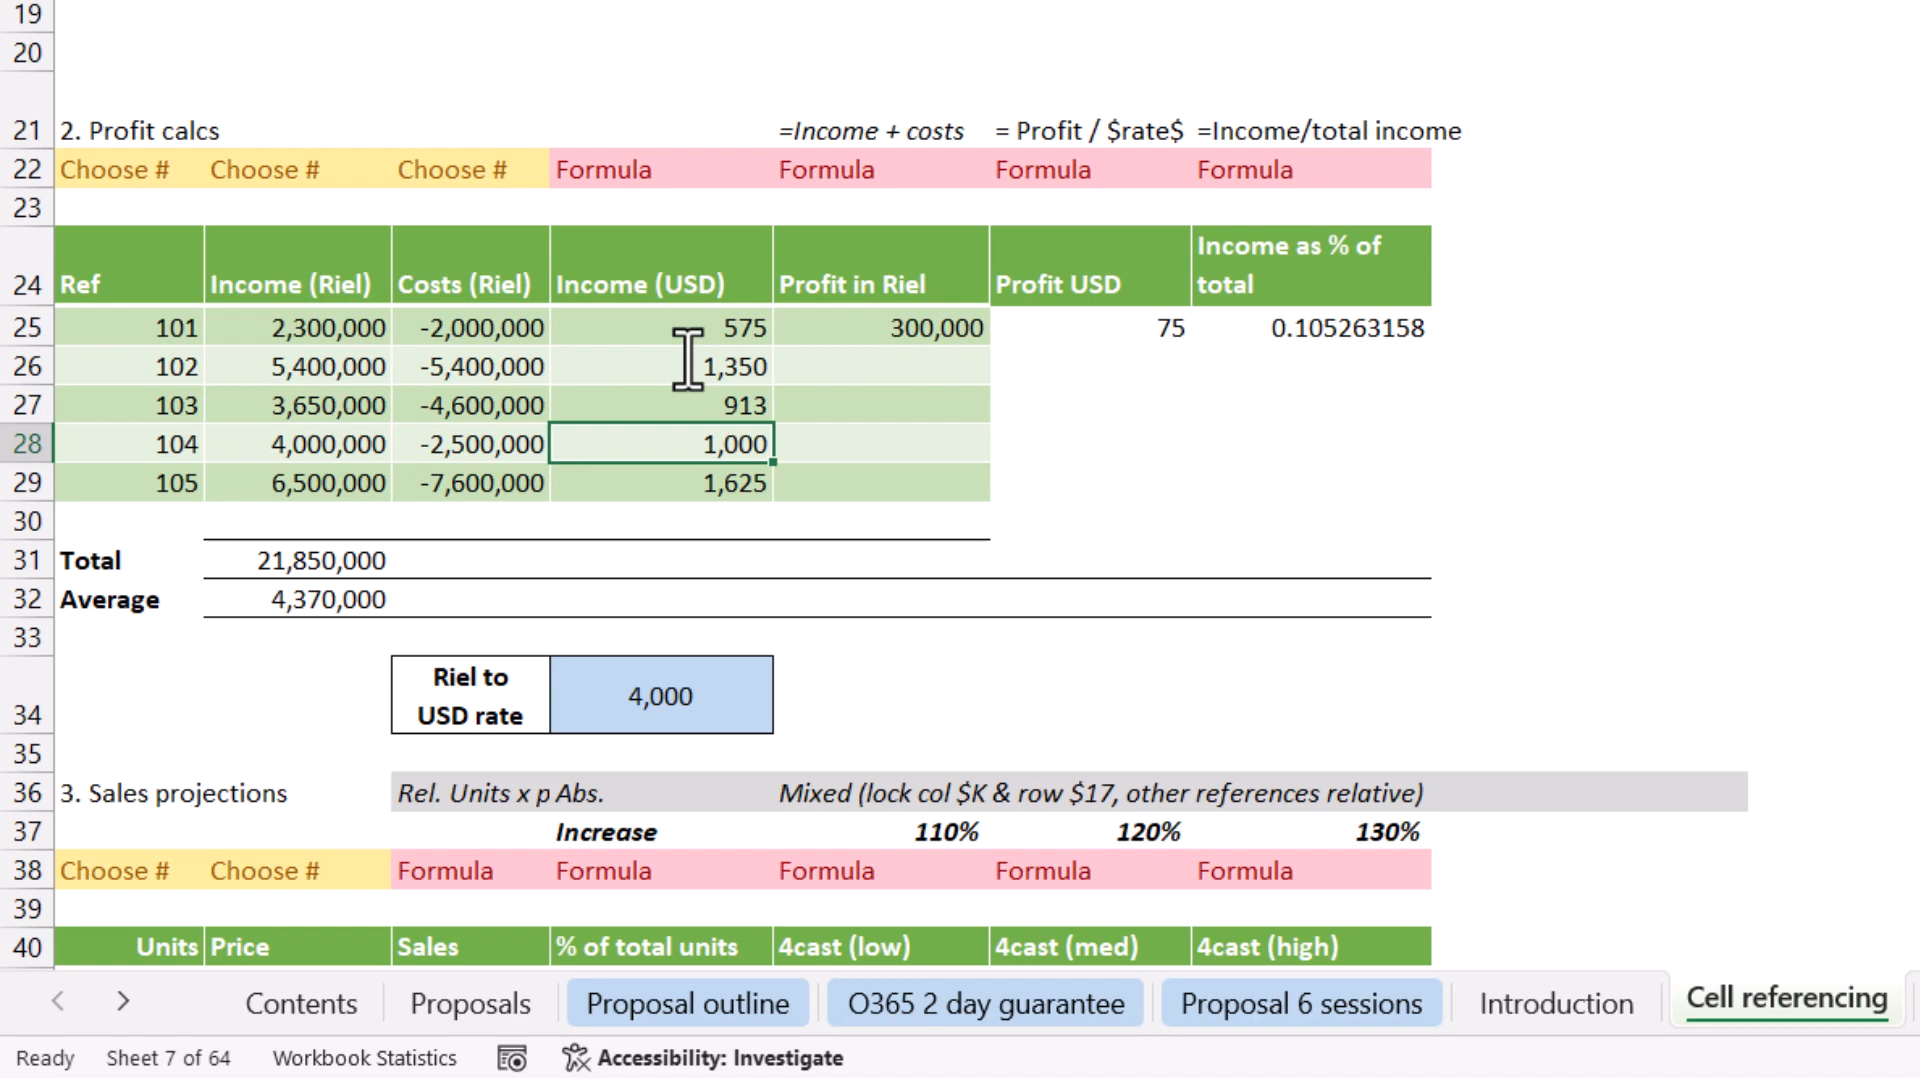 19
20
21 2. Profit calcs =Income + costs = Profit / $rate$ =Income/total income
22 Choose # Choose # Choose # Formula Formula Formula Formula
23
24 Ref Income (Riel) Costs (Riel) Income (USD) Profit in Riel Profit USD Income as % of total
25 101 2,300,000 -2,000,000 575 300,000 75 0.105263158
26 102 5,400,000 -5,400,000 1,350
27 103 3,650,000 -4,600,000 913
28 104 4,000,000 -2,500,000 1,000
29 105 6,500,000 -7,600,000 1,625
30
31 Total 21,850,000
32 Average 4,370,000
33
34 Riel to USD rate 4,000
35
36 3. Sales projections Rel. Units x p Abs. Mixed (lock col $K & row $17, other references relative)
37 Increase 110% 120% 130%
38 Choose # Choose # Formula Formula Formula Formula Formula
39
40 Units Price Sales % of total units 4cast (low) 4cast (med) 4cast (high)
Contents Proposals Proposal outline O365 2 day guarantee Proposal 6 sessions Introduction Cell referencing
Ready Sheet 7 of 64 Workbook Statistics Accessibility: Investigate